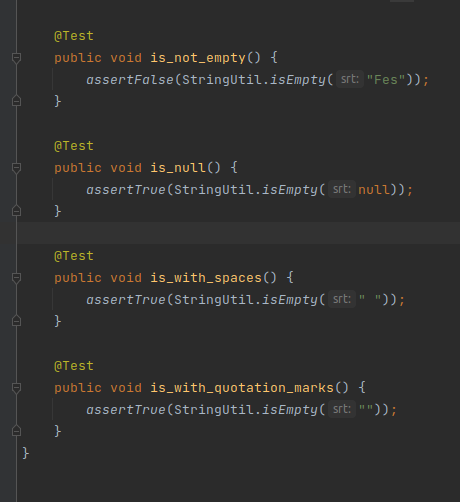 @Test
public void is_not_empty() {
assertFalse(StringUtil.isEmpty( srt: "Fes"));
}
@Test
public void is_null() {
assertTrue(StringUtil.isEmpty( srt: null));
}
@Test
public void is_with_spaces() {
assertTrue(StringUtil.isEmpty( srt: " "));
}
@Test
public void is_with_quotation_marks() {
assertTrue(StringUtil.isEmpty( srt: ""));
}
}